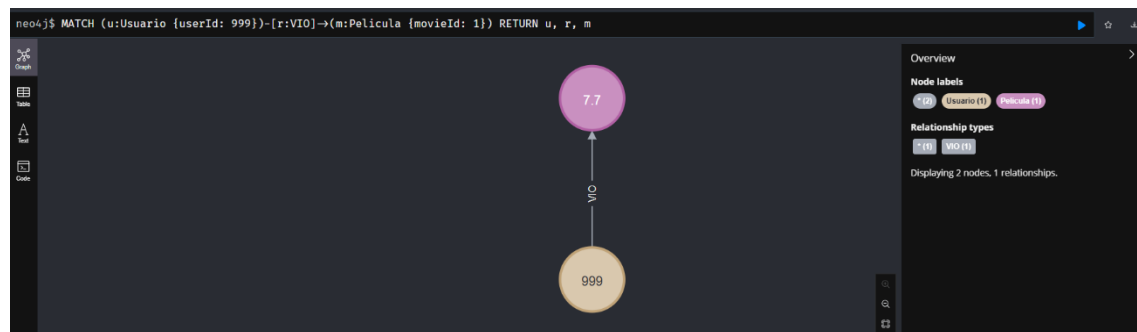 neo4j$ MATCH (u:Usuario {userId: 999})-[r:VIO]→(m:Pelicula {movieId: 1}) RETURN u, r, m
Graph
Table
A
Text
Code
7.7
VIO
999
Overview
Node labels
* (2) Usuario (1) Pelicula (1)
Relationship types
* (1) VIO (1)
Displaying 2 nodes, 1 relationships.